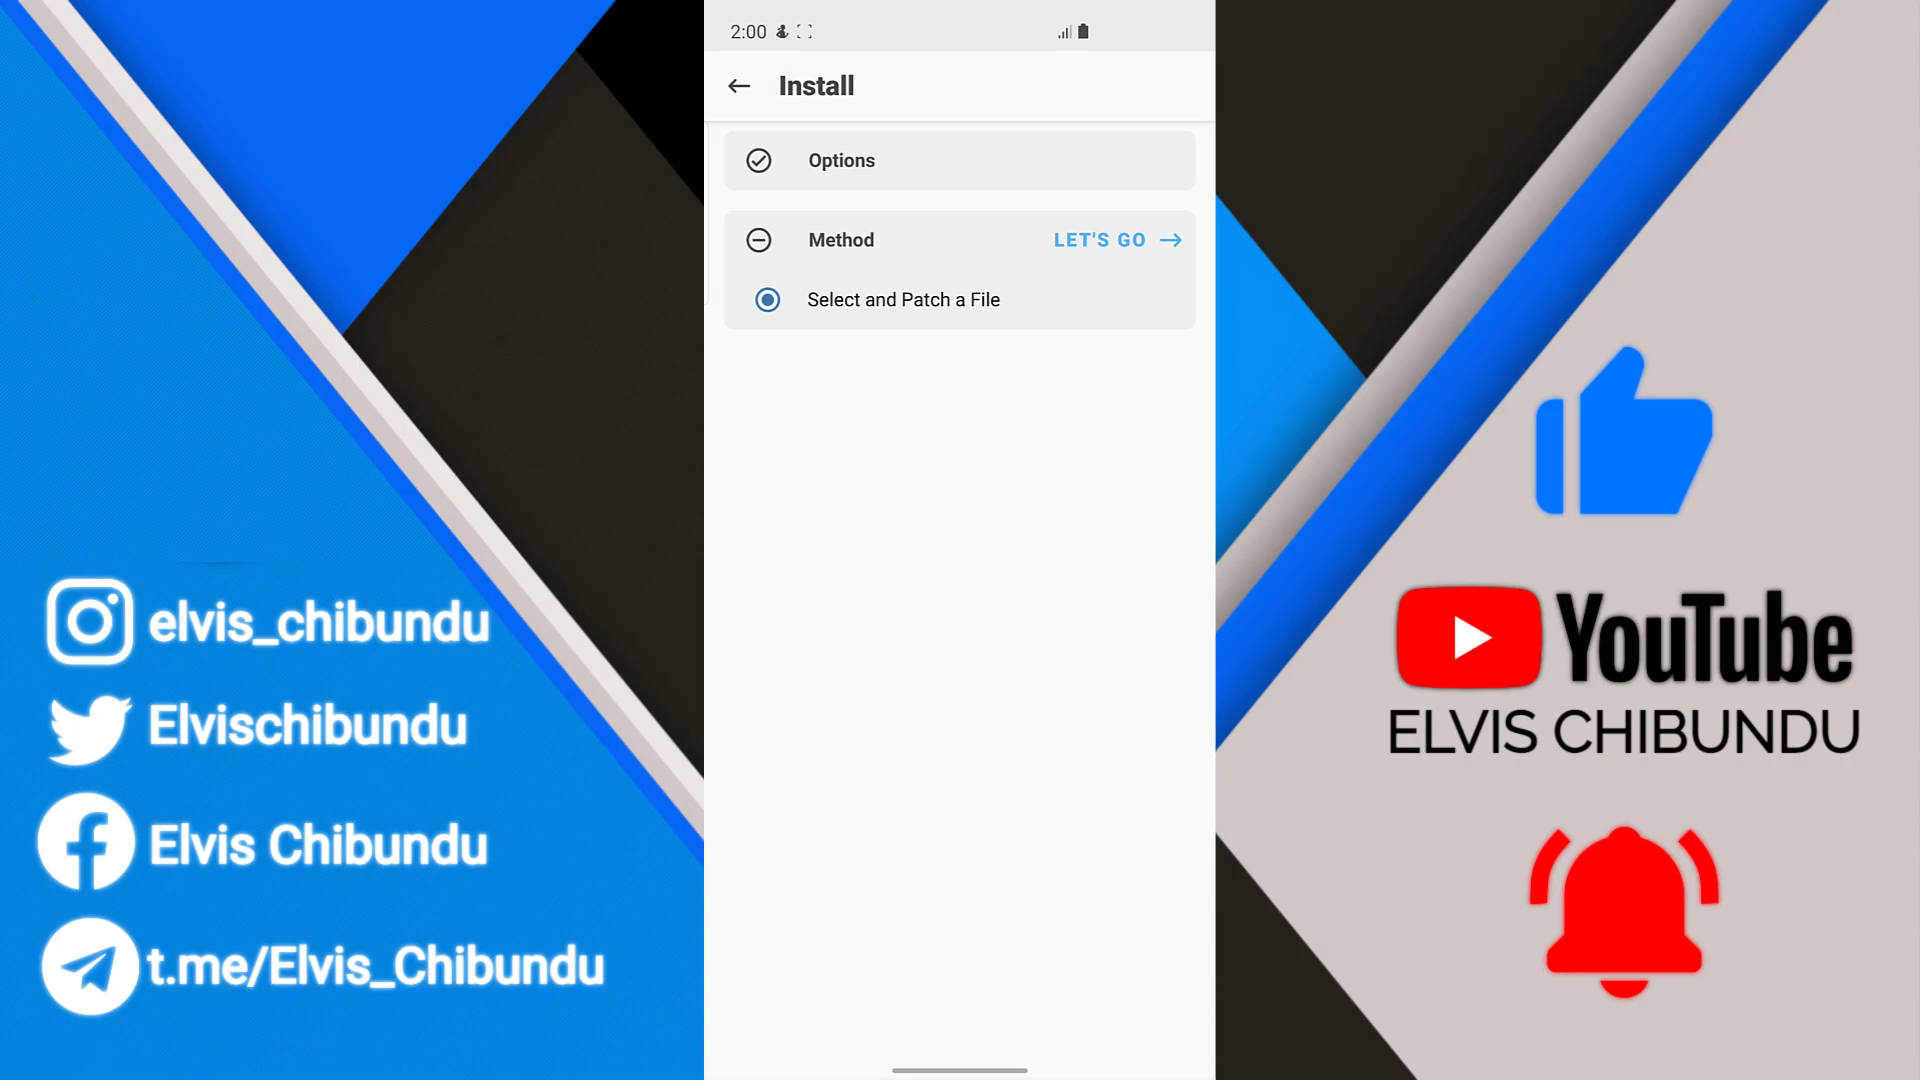 2:00
Install
Options
Method
LET'S GO
Select and Patch a File
elvis_chibundu
Elvischibundu
Elvis Chibundu
t.me/Elvis_Chibundu
YouTube
ELVIS CHIBUNDU